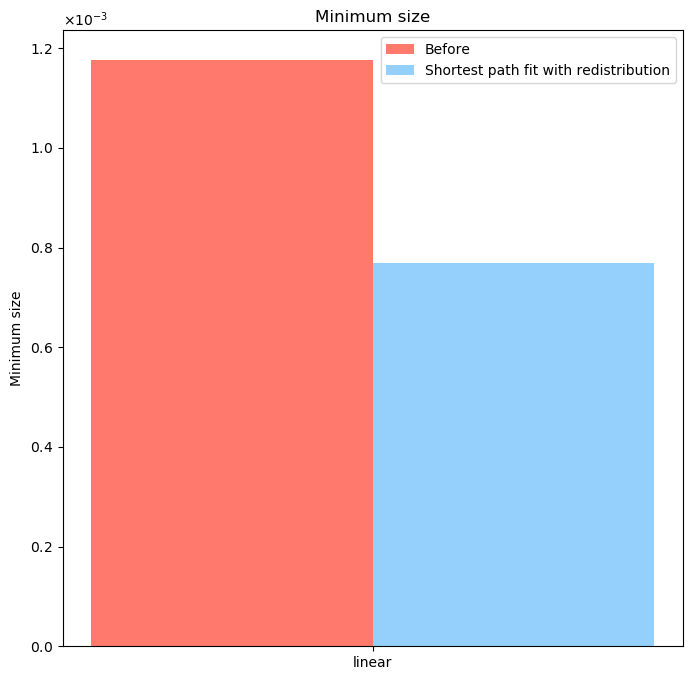 Minimum size
×10⁻³
Before
Shortest path fit with redistribution
1.2
1.0
0.8
0.6
0.4
0.2
0.0
Minimum size
linear